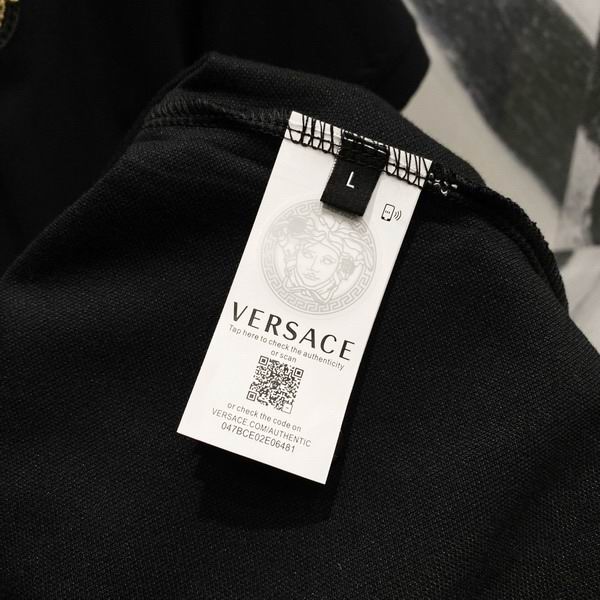 L
VERSACE
Tap here to check the authenticity
or scan
or check the code on
VERSACE.COM/AUTHENTIC
047BCE02E06481